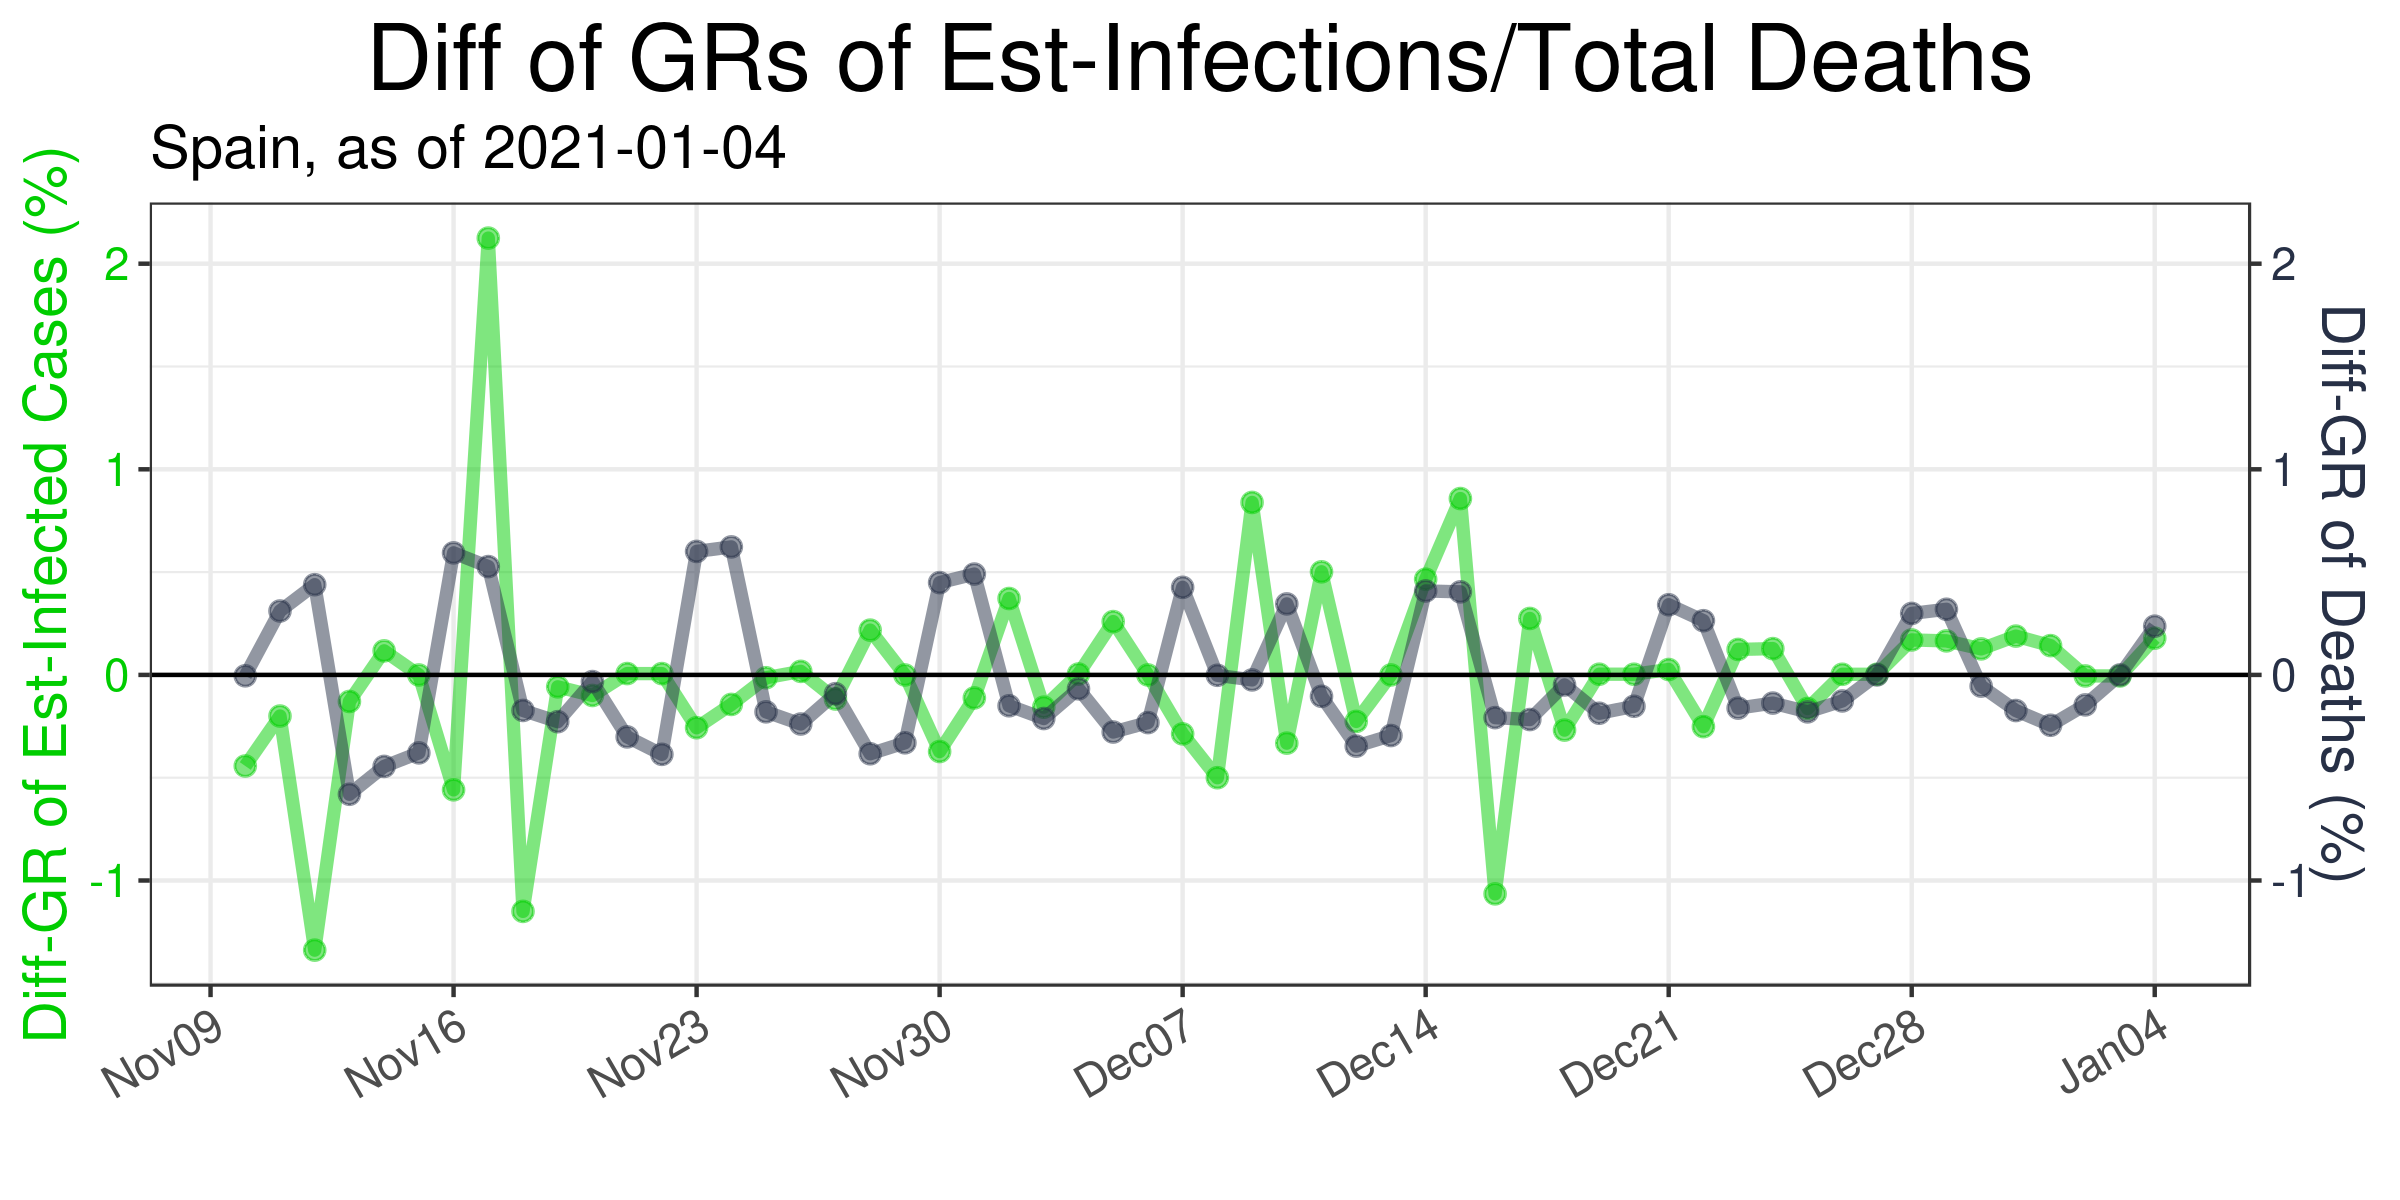 Diff of GRs of Est-Infections/Total Deaths
Spain, as of 2021-01-04
Diff-GR of Est-Infected Cases (%)
2
1
0
-1
2
1
0
-1
Diff-GR of Deaths (%)
Nov09
Nov16
Nov23
Nov30
Dec07
Dec14
Dec21
Dec28
Jan04